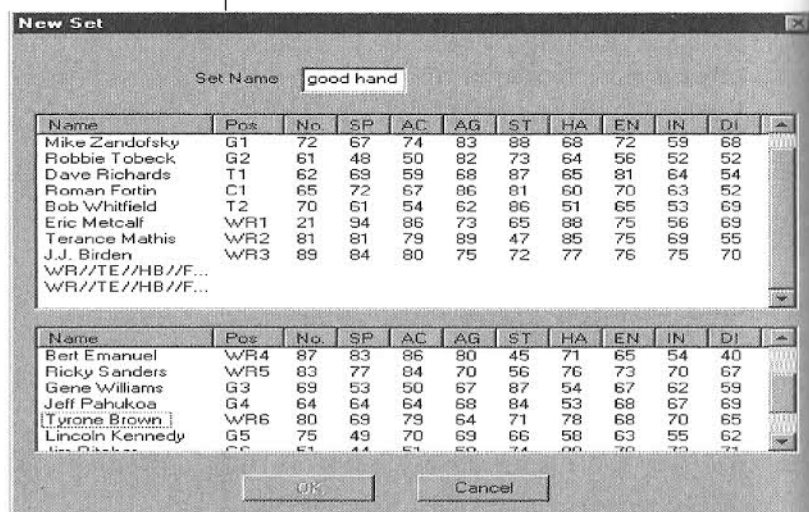 New Set
Set Name good hand
Name Pos No. SP AC AG ST HA EN IN DI
Mike Zandofsky G1 72 67 74 83 88 68 72 59 68
Robbie Tobeck G2 61 48 50 82 73 64 56 52 52
Dave Richards T1 62 69 59 68 87 65 81 64 54
Roman Fortin C1 65 72 67 86 81 60 70 63 52
Bob Whitfield T2 70 61 54 62 86 51 65 53 69
Eric Metcalf WR1 21 94 86 73 65 88 75 56 69
Terance Mathis WR2 81 81 79 89 47 85 75 69 55
J.J. Birden WR3 89 84 80 75 72 77 76 75 70
WR//TE//HB//F...
WR//TE//HB//F...
Name Pos No. SP AC AG ST HA EN IN DI
Bert Emanuel WR4 87 83 86 80 45 71 65 54 40
Ricky Sanders WR5 83 77 84 70 56 76 73 70 67
Gene Williams G3 69 53 50 67 87 54 67 62 59
Jeff Pahukoa G4 64 64 64 68 84 53 68 67 69
Tyrone Brown WR6 80 69 79 64 71 78 68 70 65
Lincoln Kennedy G5 75 49 70 69 66 58 63 55 62
OK Cancel